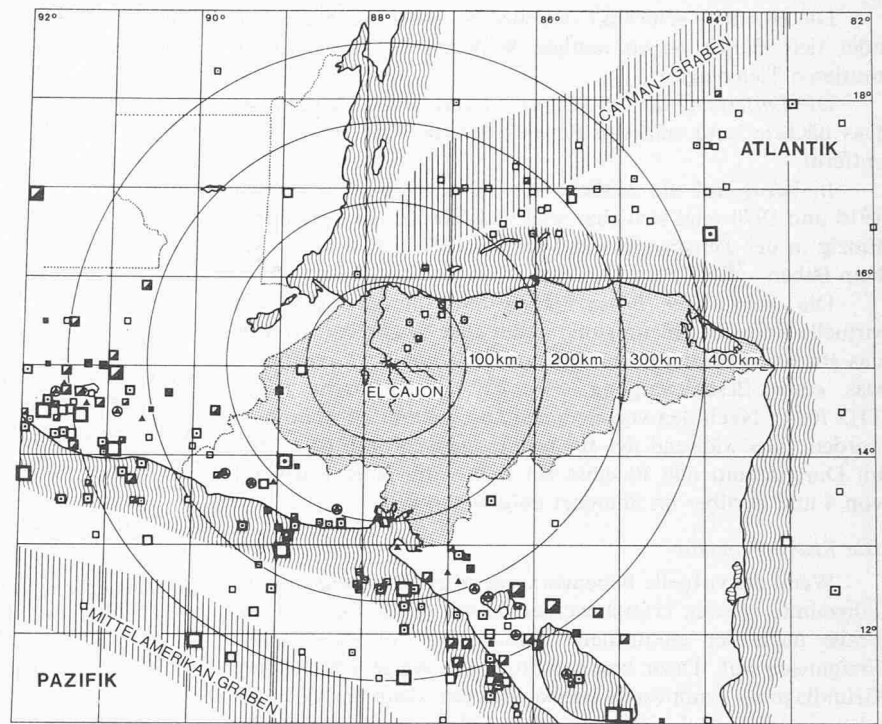 92° 90° 88° 86° 84° 82°
CAYMAN-GRABEN
18°
ATLANTIK
16°
100km 200km 300km 400km
EL CAJON
14°
MITTELAMERIKAN GRABEN
12°
PAZIFIK